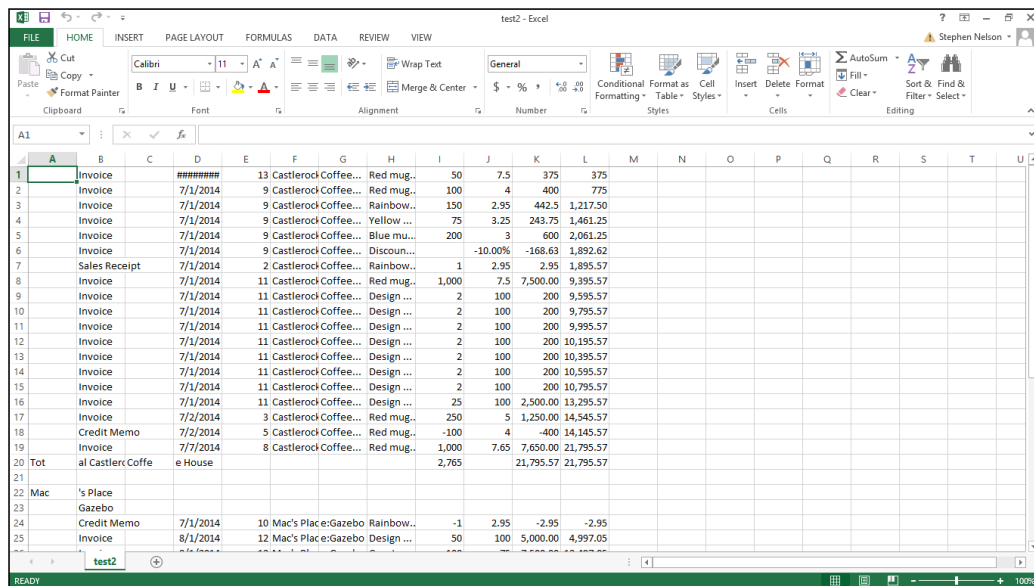 test2 - Excel
FILE HOME INSERT PAGE LAYOUT FORMULAS DATA REVIEW VIEW Stephen Nelson
Cut
Copy
Format Painter
Paste
Clipboard
Calibri 11
B I U
Font
Wrap Text
Merge & Center
Alignment
General
$ % ,
Number
Conditional Formatting
Format as Table
Cell Styles
Styles
Insert Delete Format
Cells
AutoSum
Fill
Clear
Sort & Filter
Find & Select
Editing
A1 fx
A B C D E F G H I J K L M N O P Q R S T U
1 Invoice ######## 13 Castlerock Coffee... Red mug.. 50 7.5 375 375
2 Invoice 7/1/2014 9 Castlerock Coffee... Red mug.. 100 4 400 775
3 Invoice 7/1/2014 9 Castlerock Coffee... Rainbow.. 150 2.95 442.5 1,217.50
4 Invoice 7/1/2014 9 Castlerock Coffee... Yellow ... 75 3.25 243.75 1,461.25
5 Invoice 7/1/2014 9 Castlerock Coffee... Blue mu.. 200 3 600 2,061.25
6 Invoice 7/1/2014 9 Castlerock Coffee... Discoun.. -10.00% -168.63 1,892.62
7 Sales Receipt 7/1/2014 2 Castlerock Coffee... Rainbow.. 1 2.95 2.95 1,895.57
8 Invoice 7/1/2014 11 Castlerock Coffee... Red mug.. 1,000 7.5 7,500.00 9,395.57
9 Invoice 7/1/2014 11 Castlerock Coffee... Design ... 2 100 200 9,595.57
10 Invoice 7/1/2014 11 Castlerock Coffee... Design ... 2 100 200 9,795.57
11 Invoice 7/1/2014 11 Castlerock Coffee... Design ... 2 100 200 9,995.57
12 Invoice 7/1/2014 11 Castlerock Coffee... Design ... 2 100 200 10,195.57
13 Invoice 7/1/2014 11 Castlerock Coffee... Design ... 2 100 200 10,395.57
14 Invoice 7/1/2014 11 Castlerock Coffee... Design ... 2 100 200 10,595.57
15 Invoice 7/1/2014 11 Castlerock Coffee... Design ... 2 100 200 10,795.57
16 Invoice 7/1/2014 11 Castlerock Coffee... Design ... 25 100 2,500.00 13,295.57
17 Invoice 7/2/2014 3 Castlerock Coffee... Red mug.. 250 5 1,250.00 14,545.57
18 Credit Memo 7/2/2014 5 Castlerock Coffee... Red mug.. -100 4 -400 14,145.57
19 Invoice 7/7/2014 8 Castlerock Coffee... Red mug.. 1,000 7.65 7,650.00 21,795.57
20 Tot al Castlerc Coffe e House 2,765 21,795.57 21,795.57
21
22 Mac 's Place
23 Gazebo
24 Credit Memo 7/1/2014 10 Mac's Plac e:Gazebo Rainbow.. -1 2.95 -2.95 -2.95
25 Invoice 8/1/2014 12 Mac's Plac e:Gazebo Design ... 50 100 5,000.00 4,997.05
test2
READY 100%